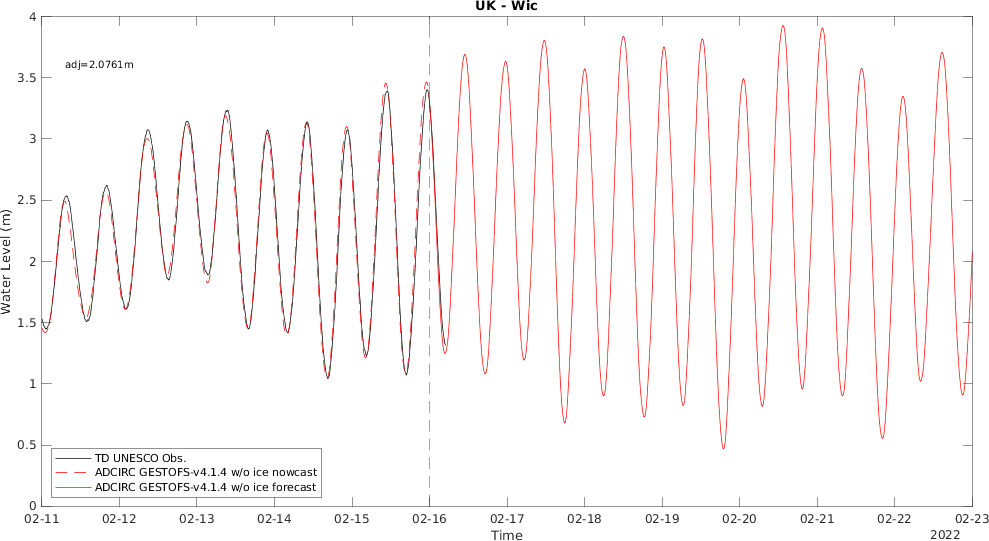 UK - Wic
4
adj=2.0761m
3.5
3
2.5
2
1.5
1
0.5
0
Water Level (m)
TD UNESCO Obs.
ADCIRC GESTOFS-v4.1.4 w/o ice nowcast
ADCIRC GESTOFS-v4.1.4 w/o ice forecast
02-11 02-12 02-13 02-14 02-15 02-16 02-17 02-18 02-19 02-20 02-21 02-22 02-23
Time
2022